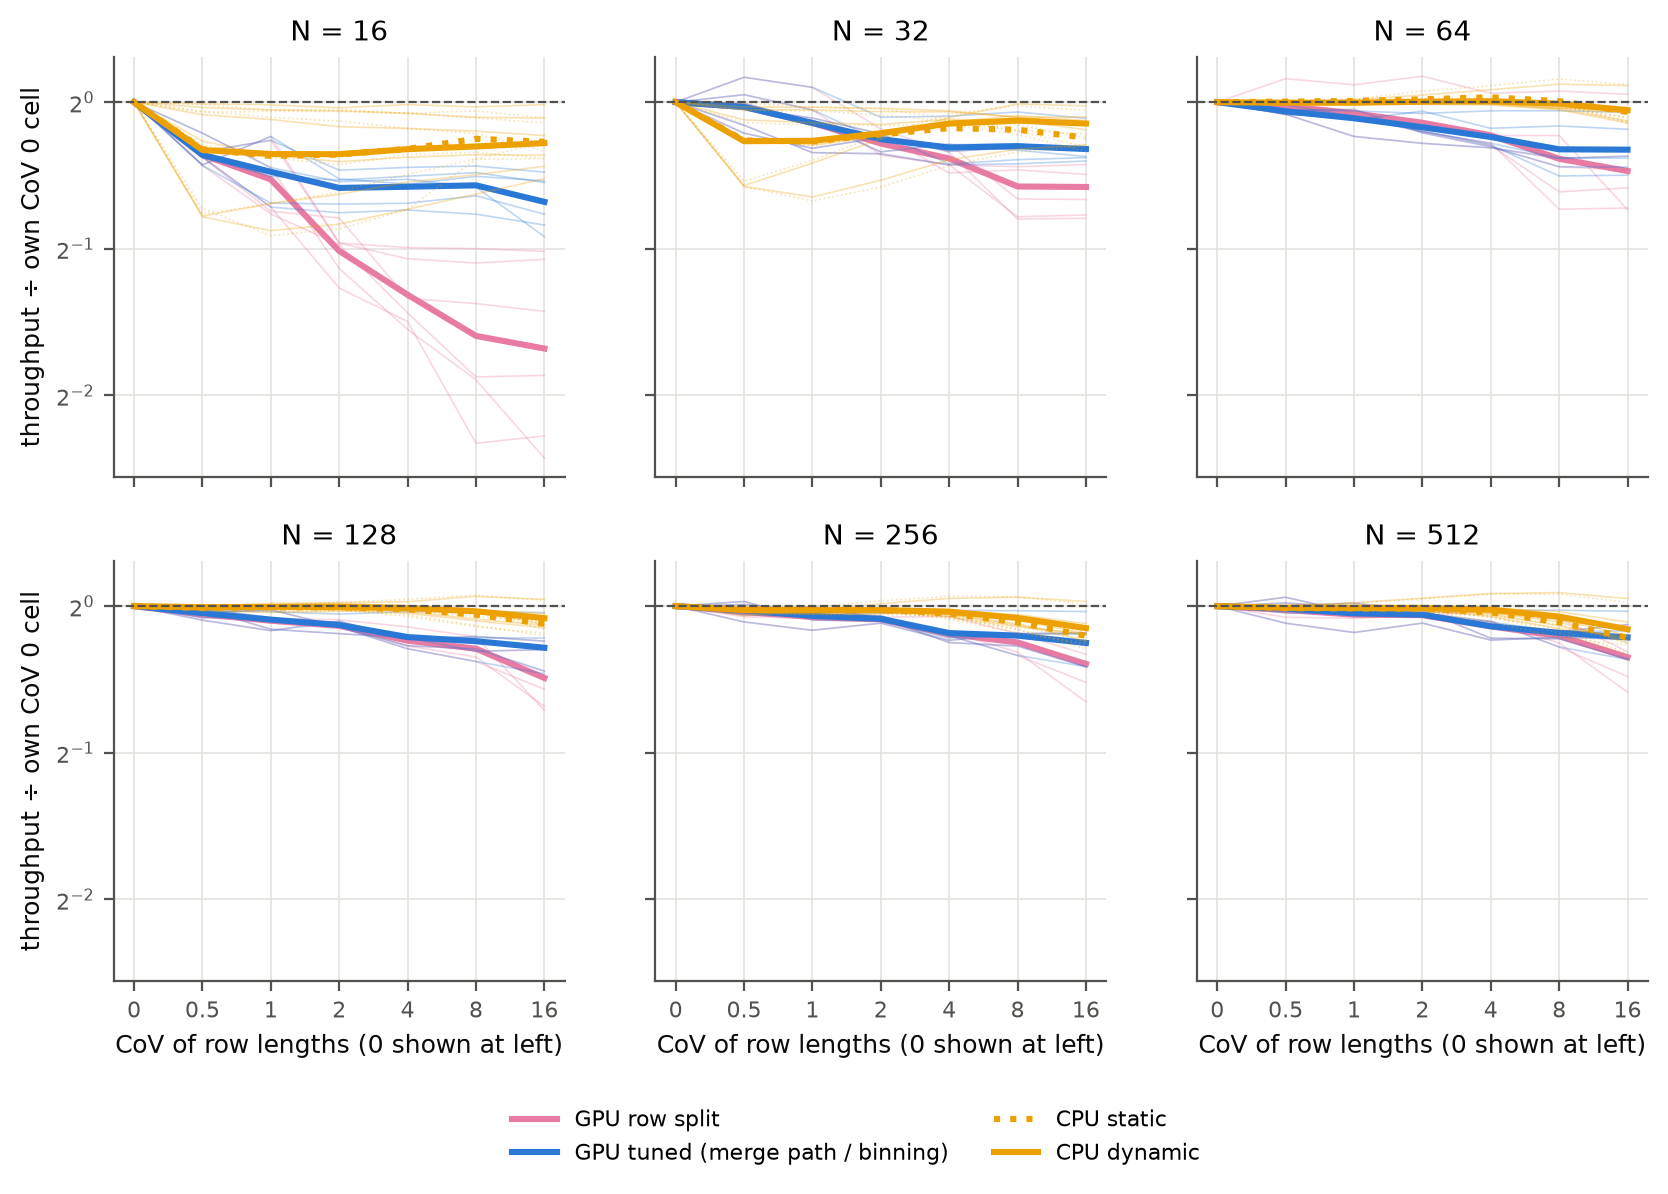 N = 16
N = 32
N = 64
throughput ÷ own CoV 0 cell
2⁰
2⁻¹
2⁻²
N = 128
N = 256
N = 512
throughput ÷ own CoV 0 cell
2⁰
2⁻¹
2⁻²
0 0.5 1 2 4 8 16
0 0.5 1 2 4 8 16
0 0.5 1 2 4 8 16
CoV of row lengths (0 shown at left)
CoV of row lengths (0 shown at left)
CoV of row lengths (0 shown at left)
GPU row split
GPU tuned (merge path / binning)
CPU static
CPU dynamic